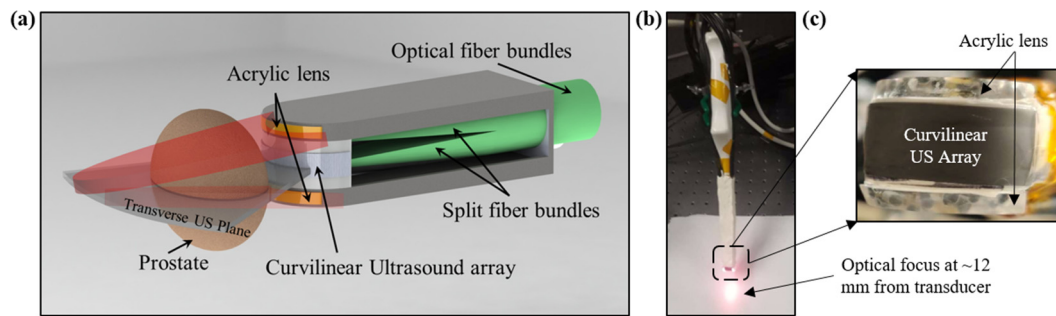 (a)
Optical fiber bundles
Acrylic lens
Split fiber bundles
Transverse US Plane
Curvilinear Ultrasound array
Prostate
(b)
Optical focus at ~12
mm from transducer
(c)
Acrylic lens
Curvilinear
US Array